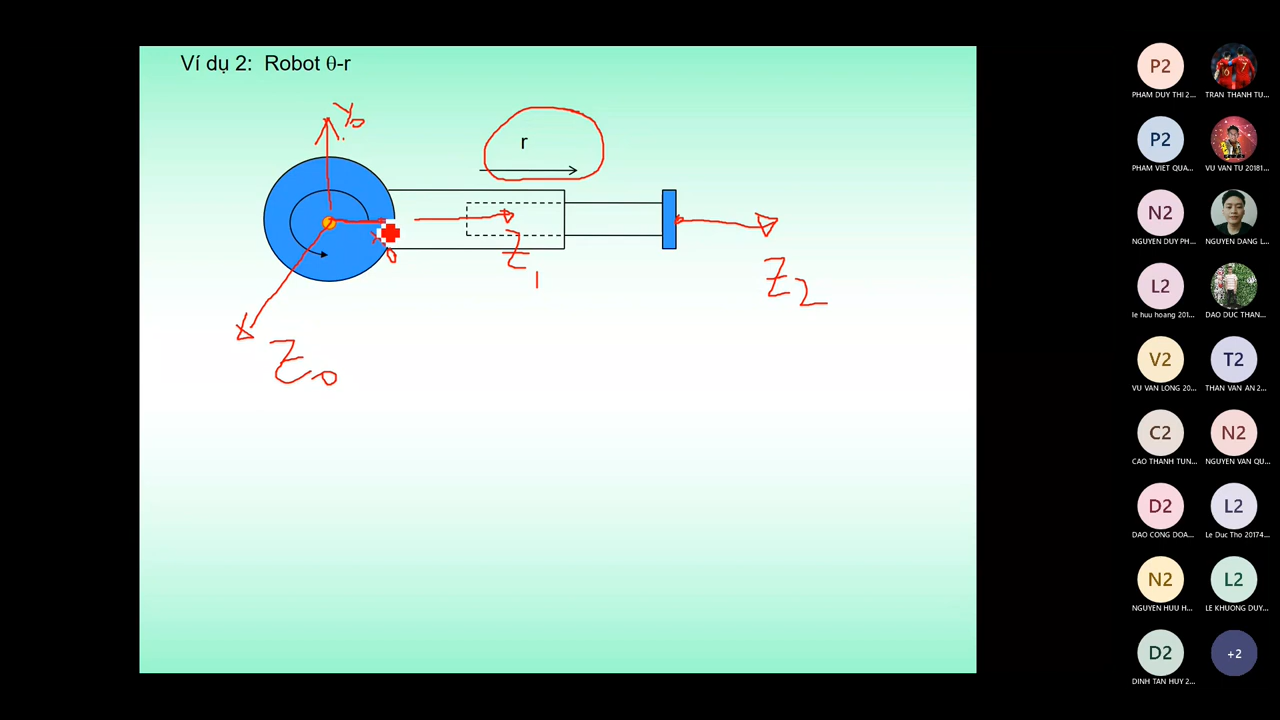 Ví dụ 2: Robot θ-r
Y0
r
X0
Z1
Z2
Z0
P2
PHAM DUY THI 2...
TRAN THANH TU...
P2
PHAM VIET QUA...
VU VAN TU 20181...
N2
NGUYEN DUY PH...
NGUYEN DANG L...
L2
le huu hoang 201...
DAO DUC THAN...
V2
VU VAN LONG 20...
T2
THAN VAN AN 2...
C2
CAO THANH TUN...
N2
NGUYEN VAN QU...
D2
DAO CONG DOA...
L2
Le Duc Tho 20174...
N2
NGUYEN HUU H...
L2
LE KHUONG DUY...
D2
DINH TAN HUY 2...
+2